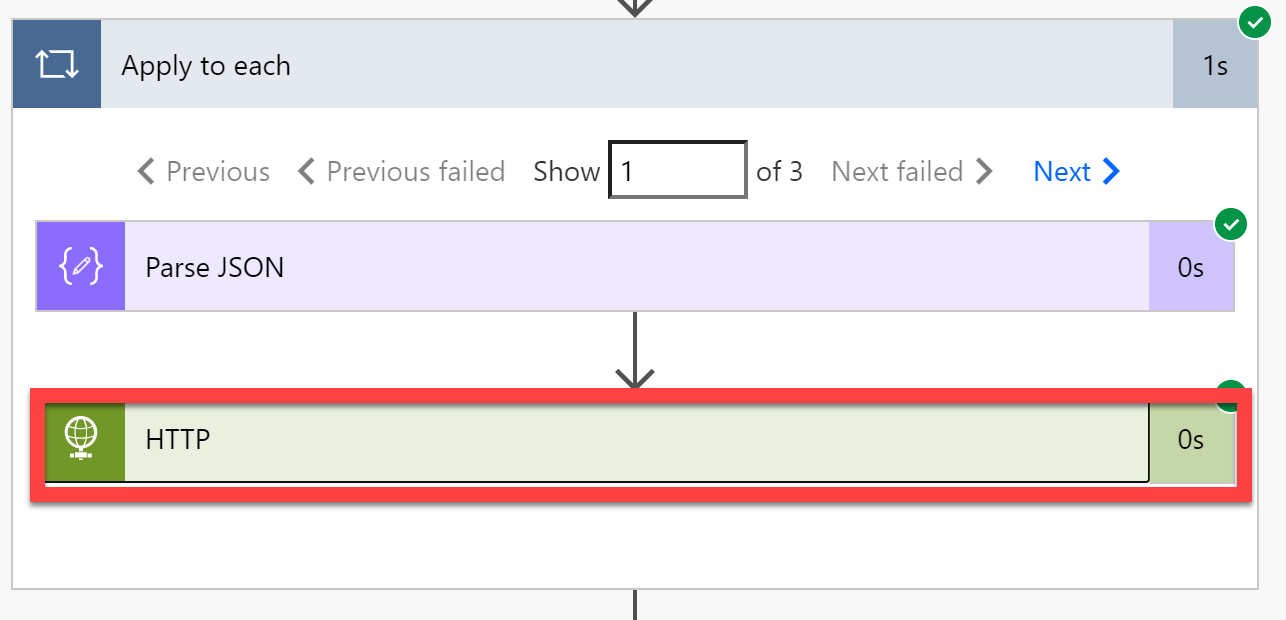 Apply to each 1s
Previous Previous failed Show 1 of 3 Next failed Next
Parse JSON 0s
HTTP 0s